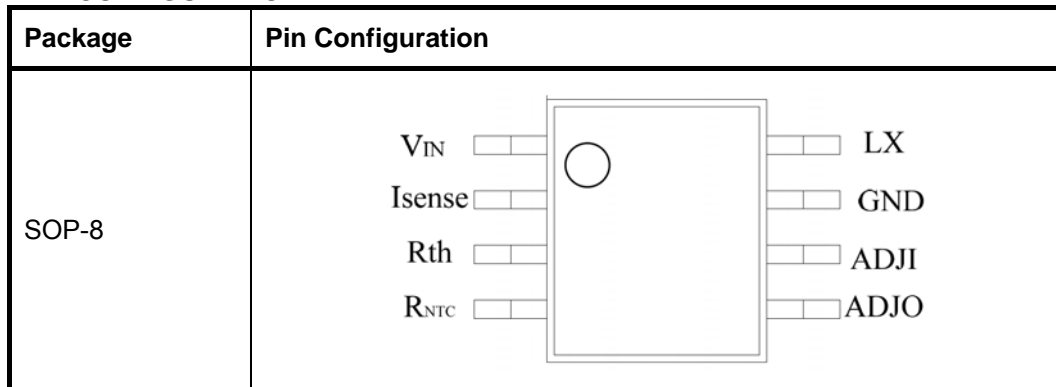 Package Pin Configuration
SOP-8
VIN LX
Isense GND
Rth ADJI
RNTC ADJO